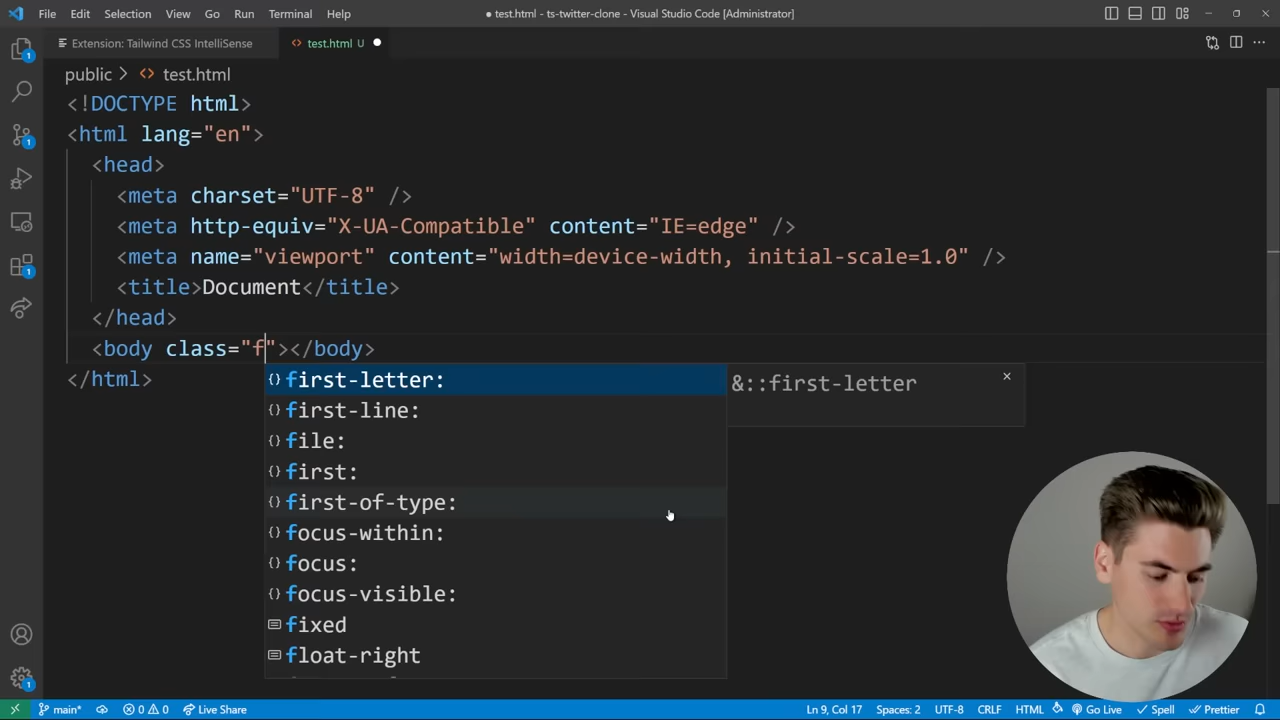 File Edit Selection View Go Run Terminal Help
● test.html - ts-twitter-clone - Visual Studio Code [Administrator]
Extension: Tailwind CSS IntelliSense
test.html U
public > test.html
<!DOCTYPE html>
<html lang="en">
<head>
<meta charset="UTF-8" />
<meta http-equiv="X-UA-Compatible" content="IE=edge" />
<meta name="viewport" content="width=device-width, initial-scale=1.0" />
<title>Document</title>
</head>
<body class="f"></body>
</html>
first-letter:
&::first-letter
first-line:
file:
first:
first-of-type:
focus-within:
focus:
focus-visible:
fixed
float-right
1
1
1
1
main* 0 0 Live Share
Ln 9, Col 17 Spaces: 2 UTF-8 CRLF HTML Go Live Spell Prettier